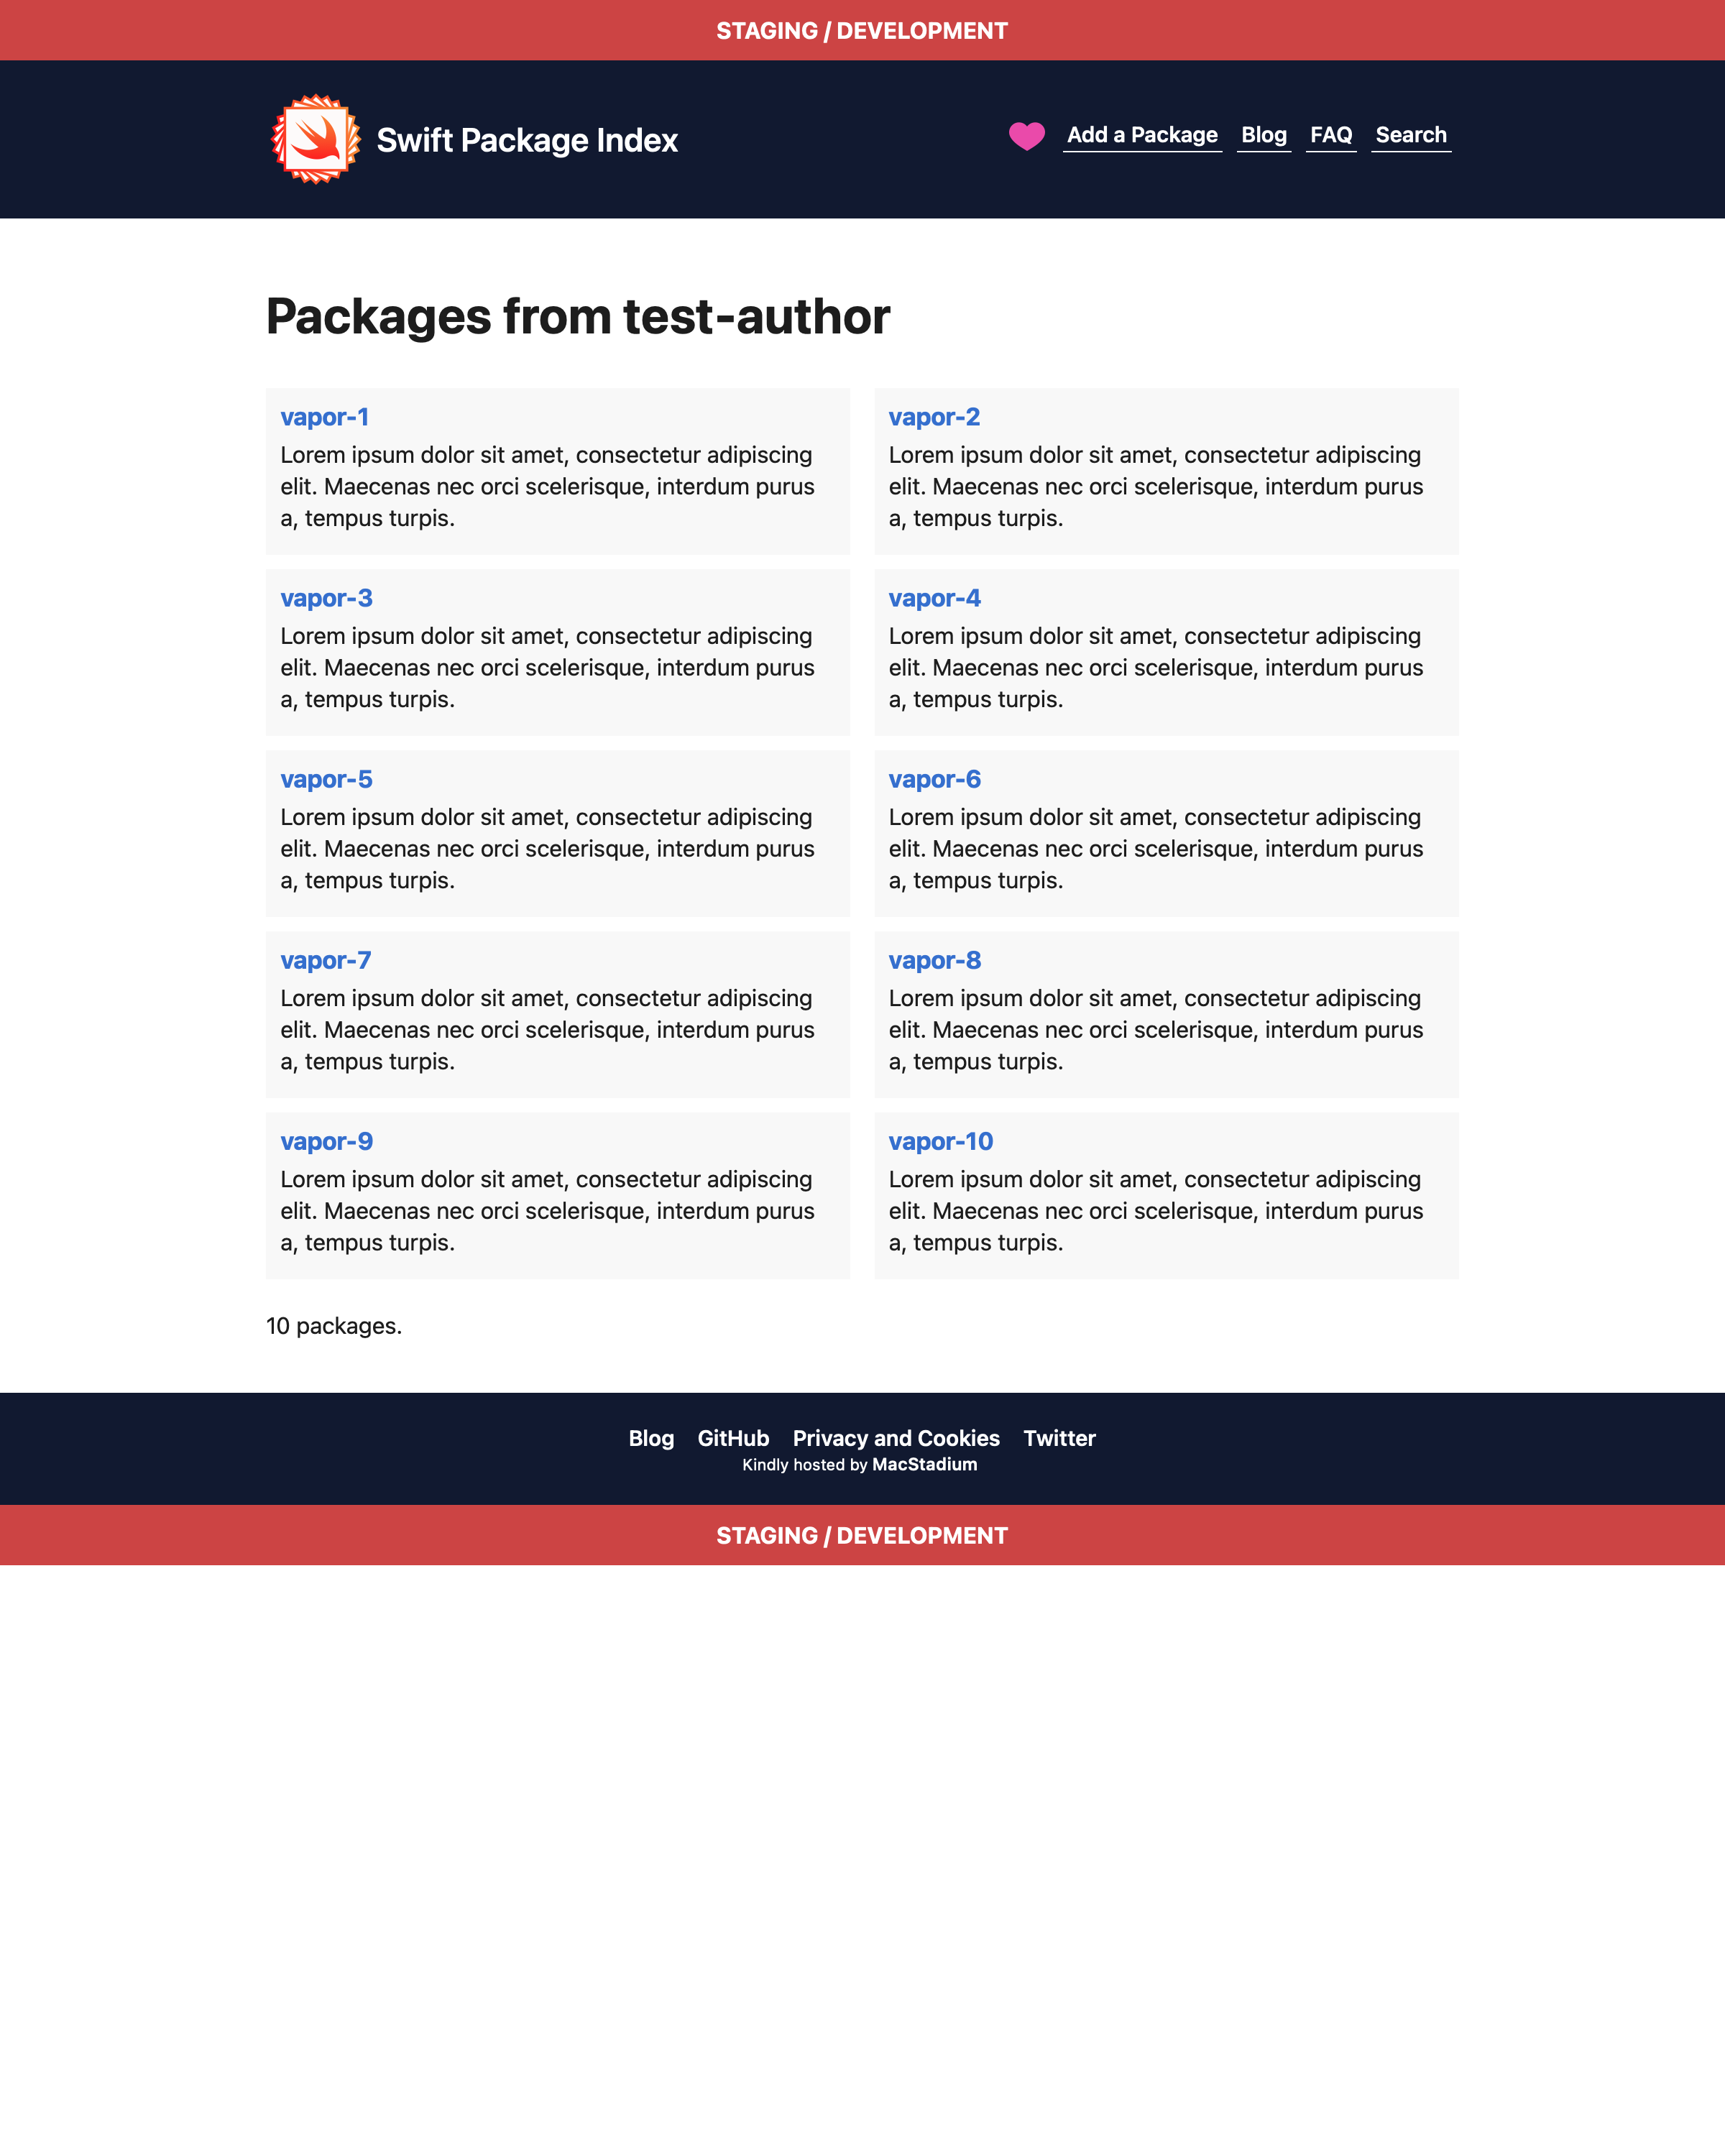 STAGING / DEVELOPMENT
Swift Package Index
Add a Package Blog FAQ Search
Packages from test-author
vapor-1
Lorem ipsum dolor sit amet, consectetur adipiscing
elit. Maecenas nec orci scelerisque, interdum purus
a, tempus turpis.
vapor-2
Lorem ipsum dolor sit amet, consectetur adipiscing
elit. Maecenas nec orci scelerisque, interdum purus
a, tempus turpis.
vapor-3
Lorem ipsum dolor sit amet, consectetur adipiscing
elit. Maecenas nec orci scelerisque, interdum purus
a, tempus turpis.
vapor-4
Lorem ipsum dolor sit amet, consectetur adipiscing
elit. Maecenas nec orci scelerisque, interdum purus
a, tempus turpis.
vapor-5
Lorem ipsum dolor sit amet, consectetur adipiscing
elit. Maecenas nec orci scelerisque, interdum purus
a, tempus turpis.
vapor-6
Lorem ipsum dolor sit amet, consectetur adipiscing
elit. Maecenas nec orci scelerisque, interdum purus
a, tempus turpis.
vapor-7
Lorem ipsum dolor sit amet, consectetur adipiscing
elit. Maecenas nec orci scelerisque, interdum purus
a, tempus turpis.
vapor-8
Lorem ipsum dolor sit amet, consectetur adipiscing
elit. Maecenas nec orci scelerisque, interdum purus
a, tempus turpis.
vapor-9
Lorem ipsum dolor sit amet, consectetur adipiscing
elit. Maecenas nec orci scelerisque, interdum purus
a, tempus turpis.
vapor-10
Lorem ipsum dolor sit amet, consectetur adipiscing
elit. Maecenas nec orci scelerisque, interdum purus
a, tempus turpis.
10 packages.
Blog GitHub Privacy and Cookies Twitter
Kindly hosted by MacStadium
STAGING / DEVELOPMENT